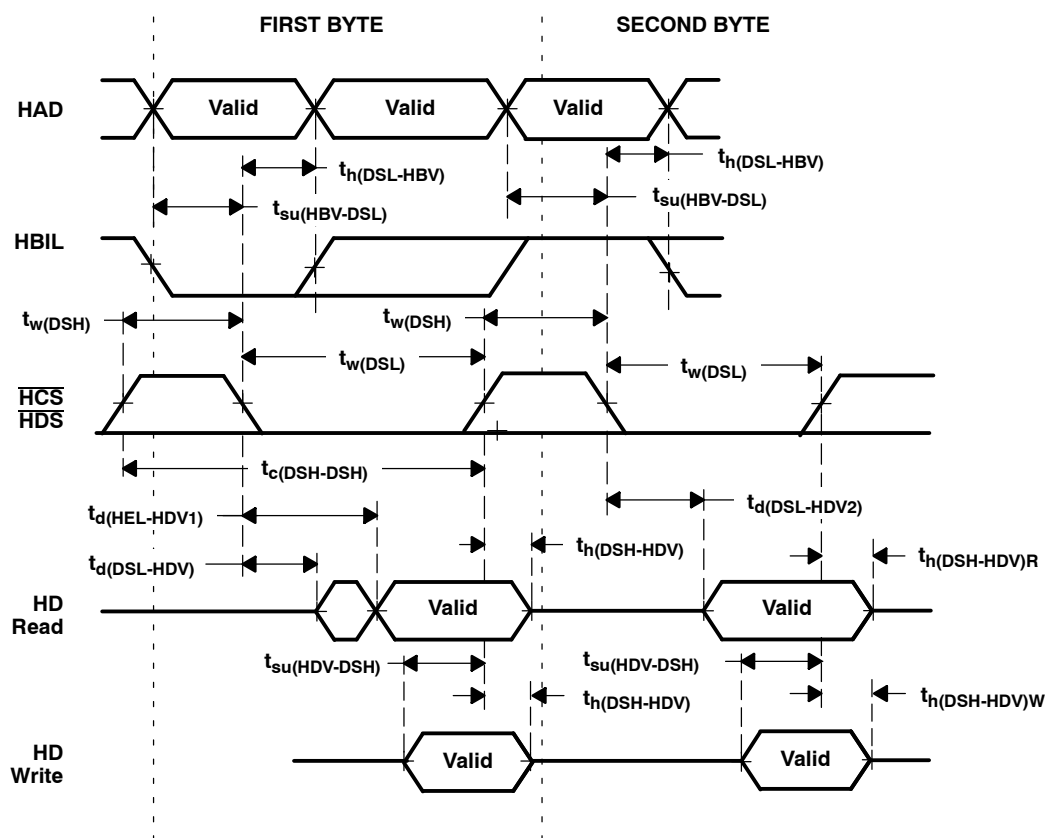 FIRST BYTE SECOND BYTE
HAD Valid Valid Valid
th(DSL-HBV) th(DSL-HBV)
tsu(HBV-DSL) tsu(HBV-DSL)
HBIL
tw(DSH) tw(DSH)
tw(DSL) tw(DSL)
HCS
HDS
tc(DSH-DSH)
td(HEL-HDV1) td(DSL-HDV2)
th(DSH-HDV) th(DSH-HDV)R
td(DSL-HDV)
HD
Read
Valid Valid
tsu(HDV-DSH) tsu(HDV-DSH)
th(DSH-HDV) th(DSH-HDV)W
HD
Write
Valid Valid